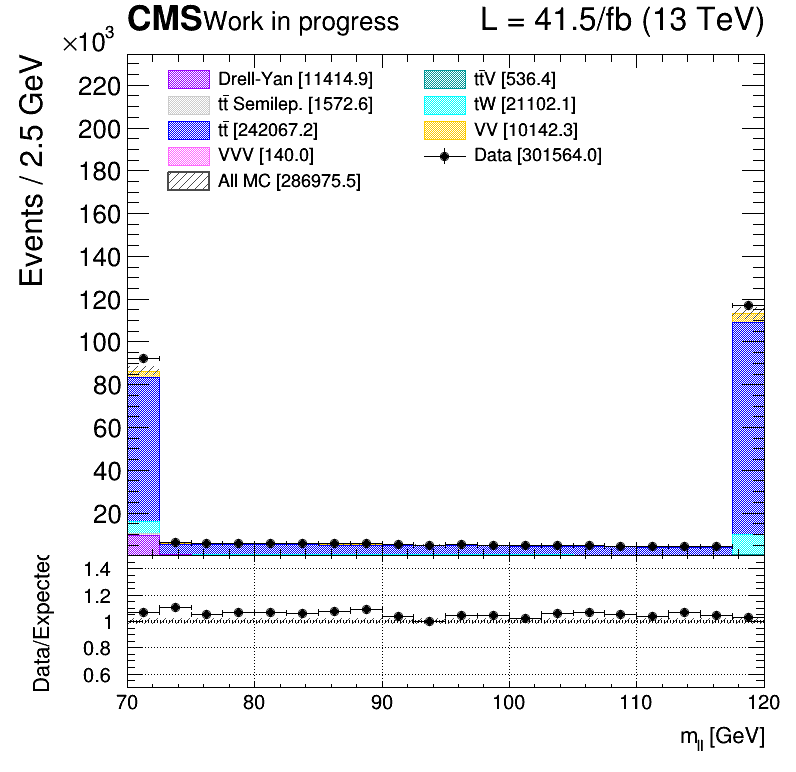 CMS Work in progress L = 41.5/fb (13 TeV)
×10³
Events / 2.5 GeV
220
200
180
160
140
120
100
80
60
40
20
Drell-Yan [11414.9]
tt̄ Semilep. [1572.6]
tt̄ [242067.2]
VVV [140.0]
All MC [286975.5]
tt̄V [536.4]
tW [21102.1]
VV [10142.3]
Data [301564.0]
Data/Expected
1.4
1.2
1
0.8
0.6
70 80 90 100 110 120
mll [GeV]